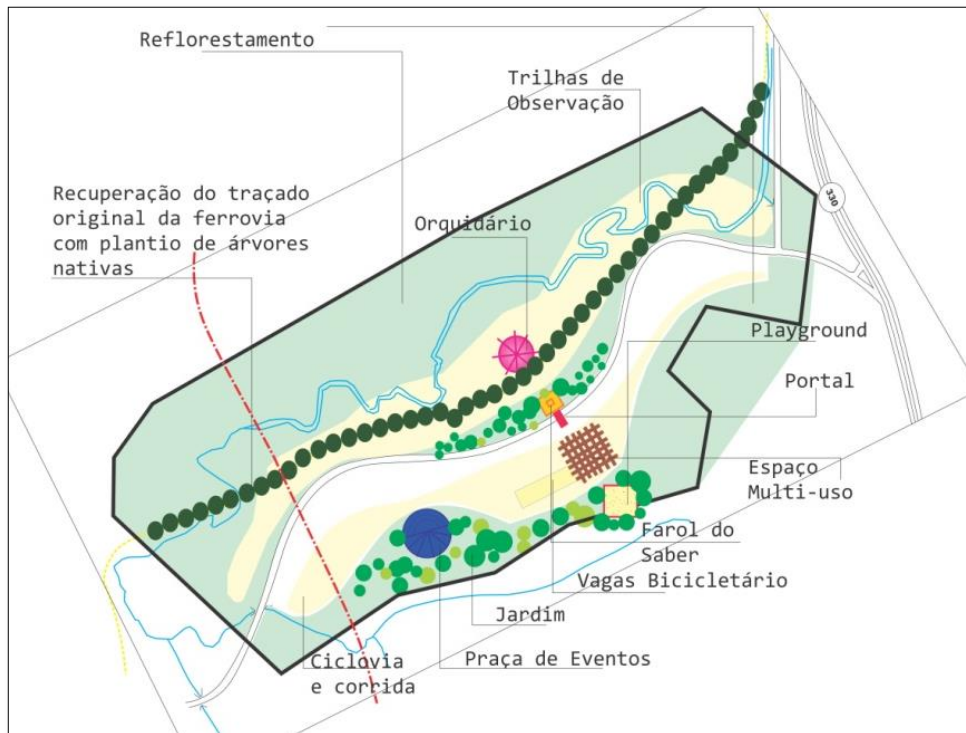 Reflorestamento
Trilhas de
Observação
Recuperação do traçado
original da ferrovia
com plantio de árvores
nativas
Orquidário
330
Playground
Portal
Espaço
Multi-uso
Farol do
Saber
Vagas Bicicletário
Jardim
Praça de Eventos
Ciclovia
e corrida